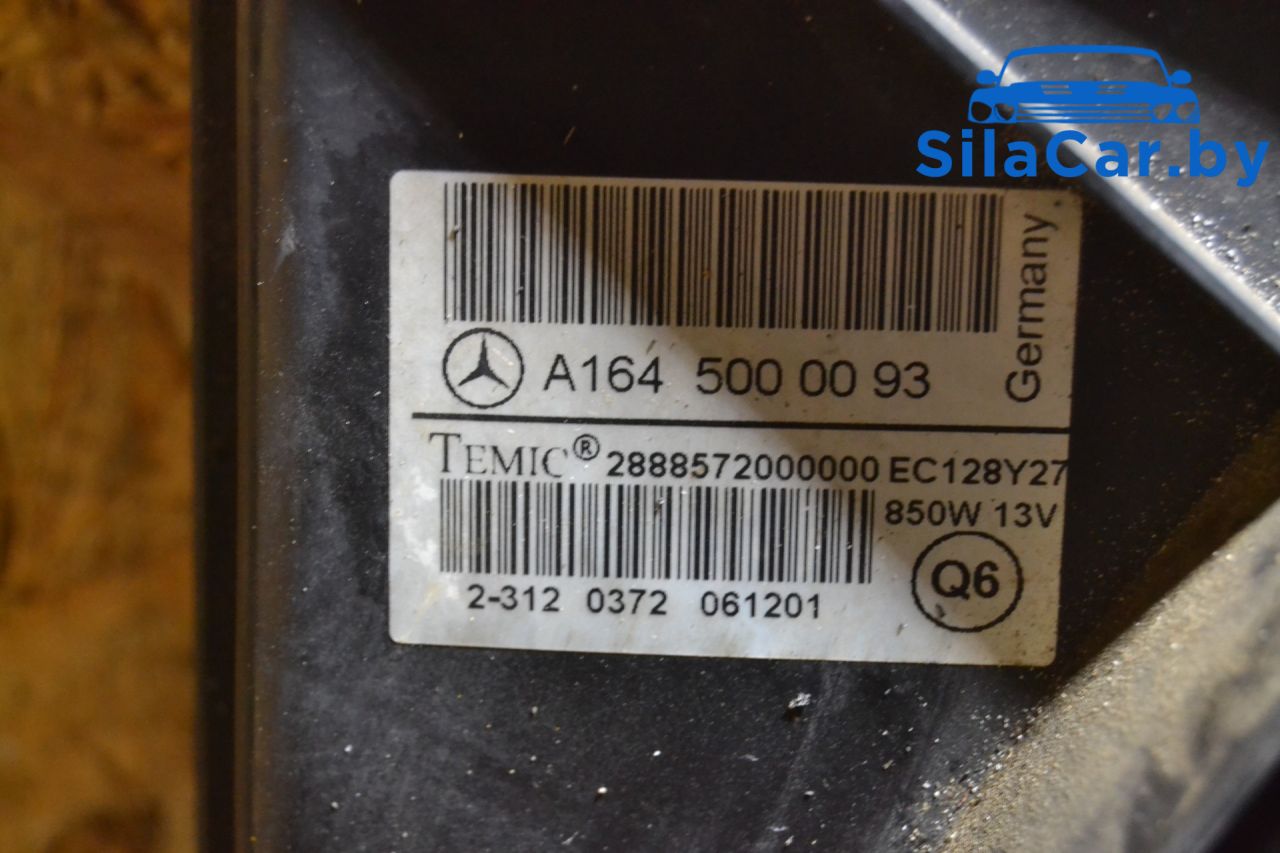 SilaCar.by
Germany
A164 500 00 93
TEMIC® 2888572000000 EC128Y27
850W 13V
Q6
2-312 0372 061201